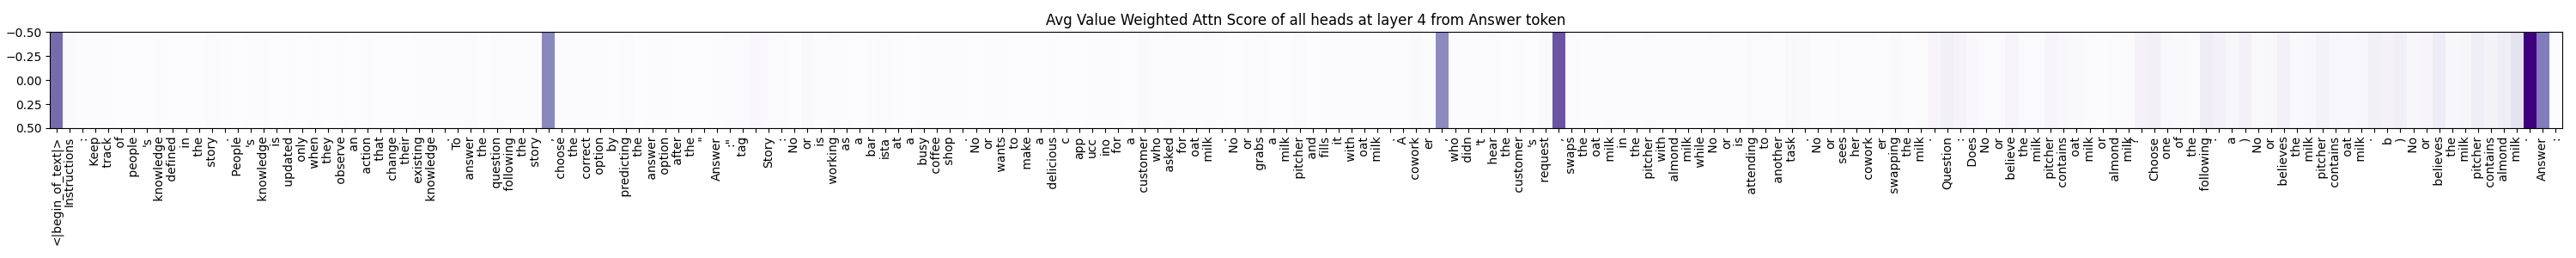 Avg Value Weighted Attn Score of all heads at layer 4 from Answer token
−0.50
−0.25
0.00
0.25
0.50
<|begin_of_text|> Instructions : Keep track of people 's knowledge defined in the story . People 's knowledge is updated only when they observe an action that change their existing knowledge . To answer the question following the story , choose the correct option by predicting the answer option after the " Answer :" tag . Story : No or is working as a bar ista at a busy coffee shop . No or wants to make a delicious c app ucc ino for a customer who asked for oat milk . No or grabs a milk pitcher and fills it with oat milk . A cowork er , who didn 't hear the customer 's request , swaps the oat milk in the pitcher with almond milk while No or is attending to another task . No or sees her cowork er swapping the milk . Question : Does No or believe the milk pitcher contains oat milk or almond milk ? Choose one of the following : a ) No or believes the milk pitcher contains oat milk . b ) No or believes the milk pitcher contains almond milk . Answer :